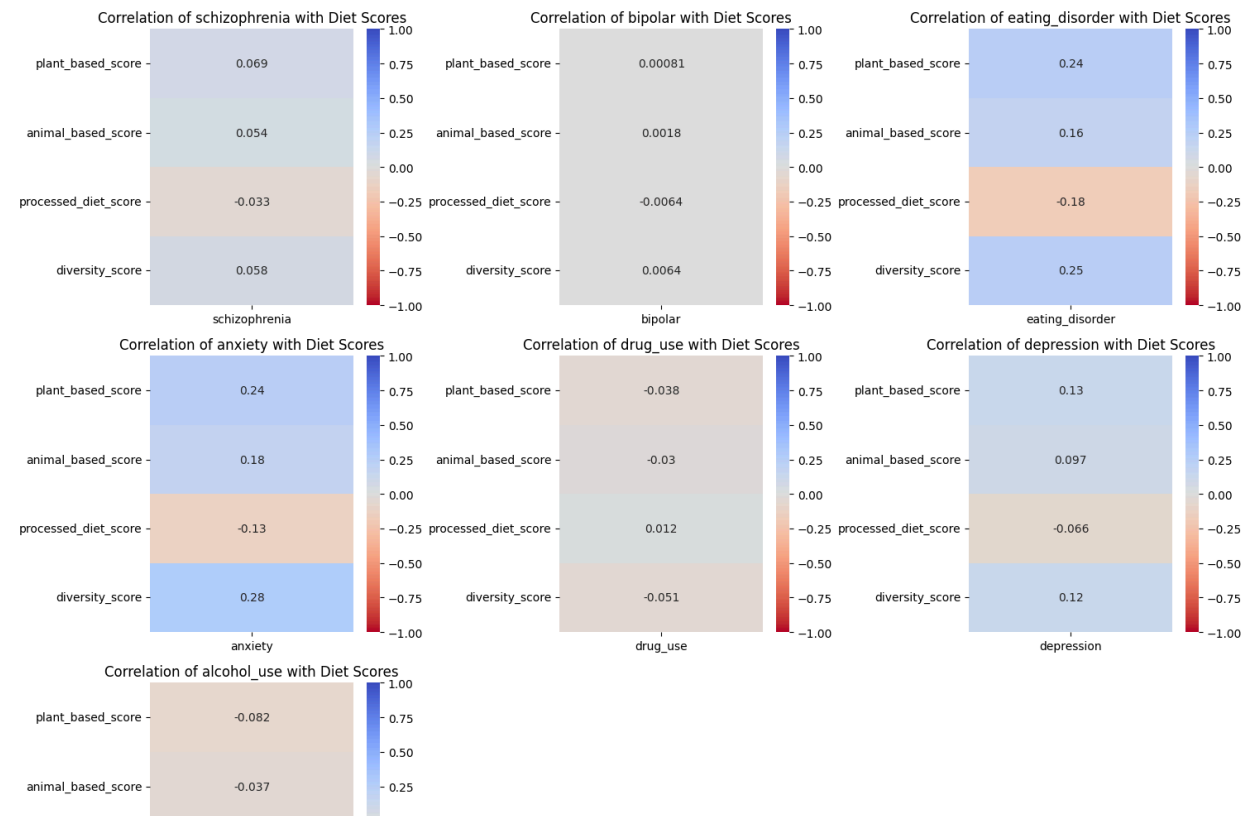 Correlation of schizophrenia with Diet Scores
plant_based_score
animal_based_score
processed_diet_score
diversity_score
0.069
0.054
-0.033
0.058
schizophrenia
1.00
0.75
0.50
0.25
0.00
−0.25
−0.50
−0.75
−1.00
Correlation of bipolar with Diet Scores
plant_based_score
animal_based_score
processed_diet_score
diversity_score
0.00081
0.0018
-0.0064
0.0064
bipolar
1.00
0.75
0.50
0.25
0.00
−0.25
−0.50
−0.75
−1.00
Correlation of eating_disorder with Diet Scores
plant_based_score
animal_based_score
processed_diet_score
diversity_score
0.24
0.16
-0.18
0.25
eating_disorder
1.00
0.75
0.50
0.25
0.00
−0.25
−0.50
−0.75
−1.00
Correlation of anxiety with Diet Scores
plant_based_score
animal_based_score
processed_diet_score
diversity_score
0.24
0.18
-0.13
0.28
anxiety
1.00
0.75
0.50
0.25
0.00
−0.25
−0.50
−0.75
−1.00
Correlation of drug_use with Diet Scores
plant_based_score
animal_based_score
processed_diet_score
diversity_score
-0.038
-0.03
0.012
-0.051
drug_use
1.00
0.75
0.50
0.25
0.00
−0.25
−0.50
−0.75
−1.00
Correlation of depression with Diet Scores
plant_based_score
animal_based_score
processed_diet_score
diversity_score
0.13
0.097
-0.066
0.12
depression
1.00
0.75
0.50
0.25
0.00
−0.25
−0.50
−0.75
−1.00
Correlation of alcohol_use with Diet Scores
plant_based_score
animal_based_score
-0.082
-0.037
1.00
0.75
0.50
0.25